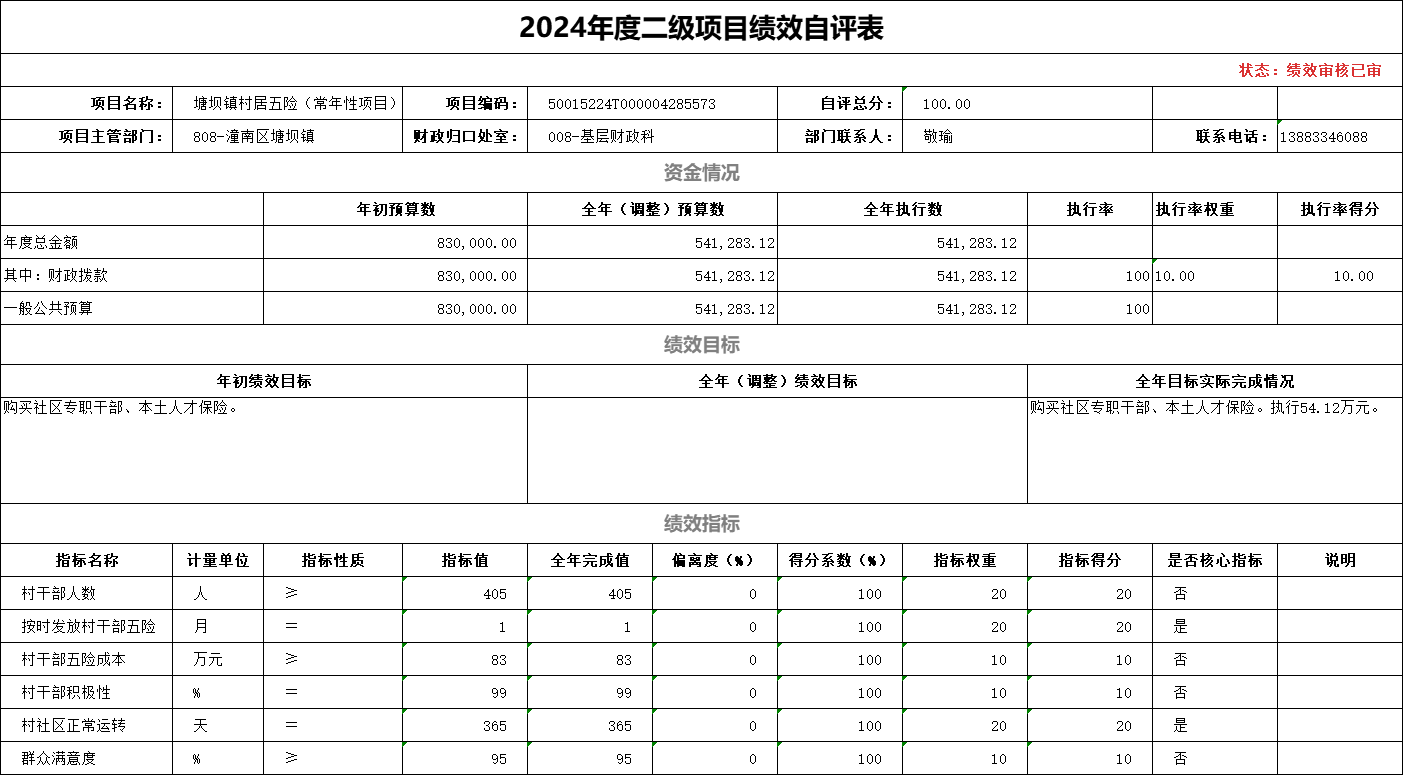 2024年度二级项目绩效自评表
状态：绩效审核已审
项目名称： 塘坝镇村居五险（常年性项目） 项目编码： 50015224T000004285573 自评总分： 100.00
项目主管部门： 808-潼南区塘坝镇 财政归口处室： 008-基层财政科 部门联系人： 敬瑜 联系电话： 13883346088
资金情况
年初预算数 全年（调整）预算数 全年执行数 执行率 执行率权重 执行率得分
年度总金额 830,000.00 541,283.12 541,283.12
其中：财政拨款 830,000.00 541,283.12 541,283.12 100 10.00 10.00
一般公共预算 830,000.00 541,283.12 541,283.12 100
绩效目标
年初绩效目标 全年（调整）绩效目标 全年目标实际完成情况
购买社区专职干部、本土人才保险。 购买社区专职干部、本土人才保险。执行54.12万元。
绩效指标
指标名称 计量单位 指标性质 指标值 全年完成值 偏离度（%） 得分系数（%） 指标权重 指标得分 是否核心指标 说明
村干部人数 人 ≥ 405 405 0 100 20 20 否
按时发放村干部五险 月 ＝ 1 1 0 100 20 20 是
村干部五险成本 万元 ≥ 83 83 0 100 10 10 否
村干部积极性 % ＝ 99 99 0 100 10 10 否
村社区正常运转 天 ＝ 365 365 0 100 20 20 是
群众满意度 % ≥ 95 95 0 100 10 10 否